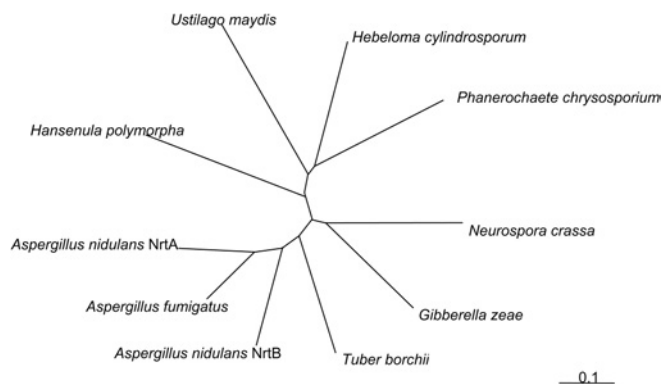 Ustilago maydis
Hebeloma cylindrosporum
Phanerochaete chrysosporium
Hansenula polymorpha
Neurospora crassa
Aspergillus nidulans NrtA
Aspergillus fumigatus
Gibberella zeae
Aspergillus nidulans NrtB
Tuber borchii
0.1